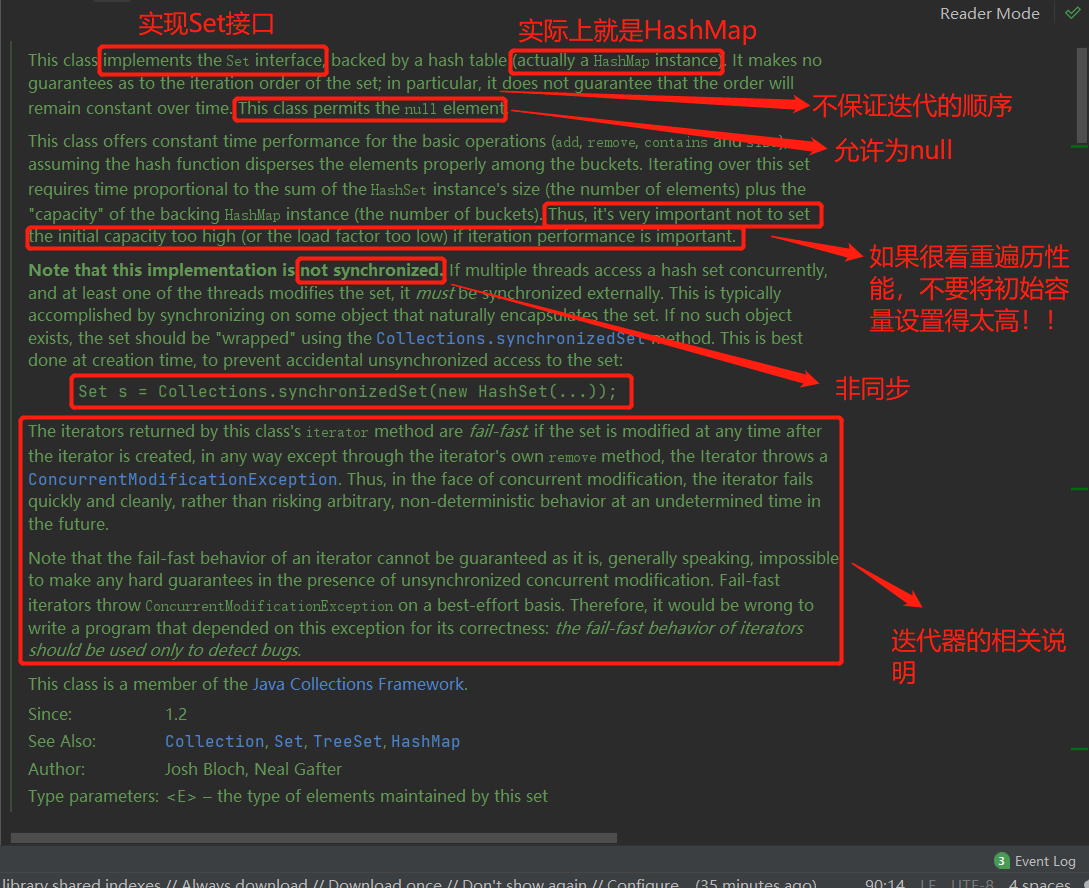 实现Set接口
实际上就是HashMap
Reader Mode
This class implements the Set interface, backed by a hash table (actually a HashMap instance). It makes no
guarantees as to the iteration order of the set; in particular, it does not guarantee that the order will
remain constant over time. This class permits the null element
不保证迭代的顺序
This class offers constant time performance for the basic operations (add, remove, contains and size),
允许为null
assuming the hash function disperses the elements properly among the buckets. Iterating over this set
requires time proportional to the sum of the HashSet instance's size (the number of elements) plus the
"capacity" of the backing HashMap instance (the number of buckets). Thus, it's very important not to set
the initial capacity too high (or the load factor too low) if iteration performance is important.
如果很看重遍历性
能，不要将初始容
量设置得太高！！
Note that this implementation is not synchronized. If multiple threads access a hash set concurrently,
and at least one of the threads modifies the set, it must be synchronized externally. This is typically
accomplished by synchronizing on some object that naturally encapsulates the set. If no such object
exists, the set should be "wrapped" using the Collections.synchronizedSet method. This is best
done at creation time, to prevent accidental unsynchronized access to the set:
非同步
Set s = Collections.synchronizedSet(new HashSet(...));
The iterators returned by this class's iterator method are fail-fast: if the set is modified at any time after
the iterator is created, in any way except through the iterator's own remove method, the Iterator throws a
ConcurrentModificationException. Thus, in the face of concurrent modification, the iterator fails
quickly and cleanly, rather than risking arbitrary, non-deterministic behavior at an undetermined time in
the future.
Note that the fail-fast behavior of an iterator cannot be guaranteed as it is, generally speaking, impossible
to make any hard guarantees in the presence of unsynchronized concurrent modification. Fail-fast
iterators throw ConcurrentModificationException on a best-effort basis. Therefore, it would be wrong to
write a program that depended on this exception for its correctness: the fail-fast behavior of iterators
should be used only to detect bugs.
迭代器的相关说
明
This class is a member of the Java Collections Framework.
Since: 1.2
See Also: Collection, Set, TreeSet, HashMap
Author: Josh Bloch, Neal Gafter
Type parameters: <E> – the type of elements maintained by this set
3 Event Log
library shared indexes // Always download // Download once // Don't show again // Configure... (35 minutes ago) 90:14 LF UTF-8 4 spaces